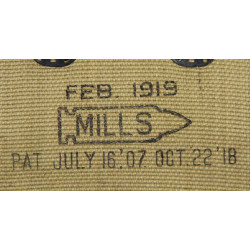 FEB. 1919
MILLS
PAT. JULY 16,'07. OCT. 22 '18